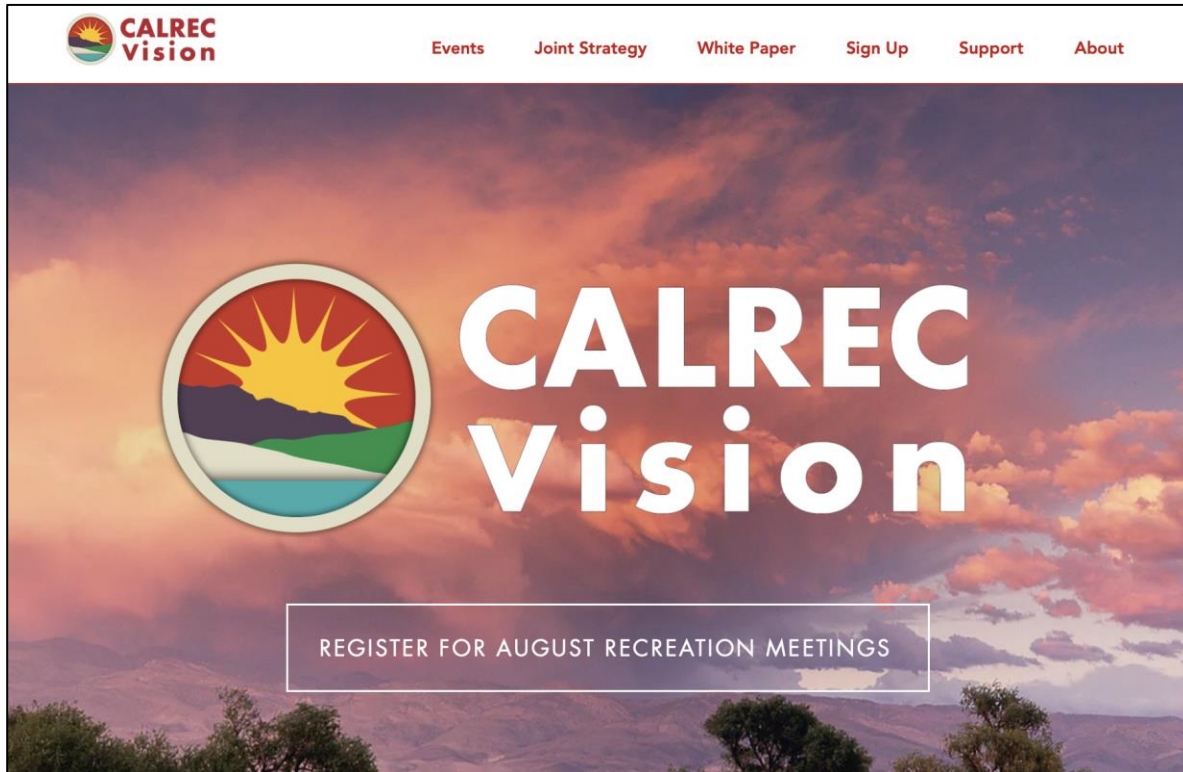 CALREC
Vision
Events Joint Strategy White Paper Sign Up Support About
CALREC
Vision
REGISTER FOR AUGUST RECREATION MEETINGS